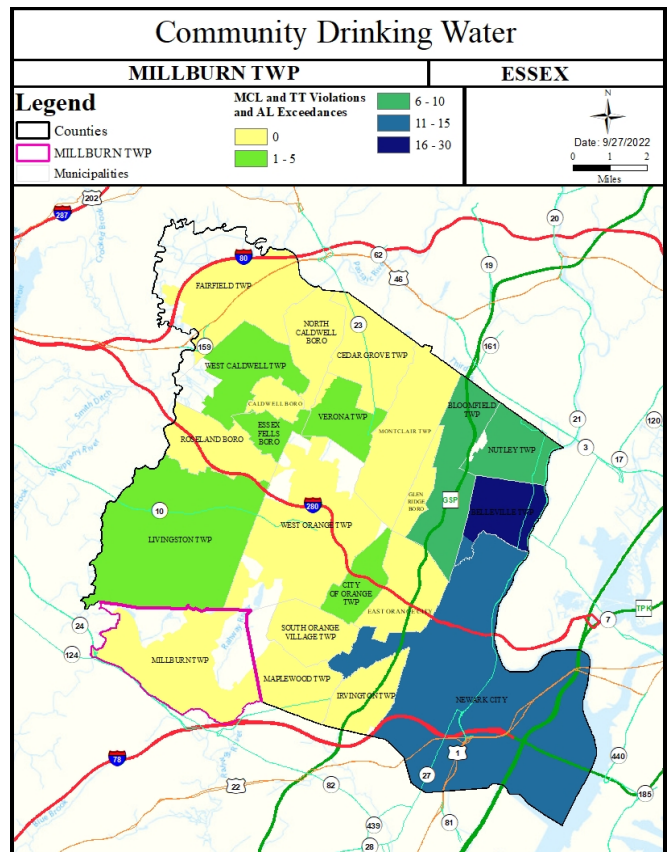 Community Drinking Water
MILLBURN TWP
ESSEX
Legend
Counties
MILLBURN TWP
Municipalities
MCL and TT Violations
and AL Exceedances
0
1 - 5
6 - 10
11 - 15
16 - 30
N
Date: 9/27/2022
0 1 2
Miles
202
287
80
62
20
19
46
FAIRFIELD TWP
NORTH
CALDWELL
BORO
23
159
CEDAR GROVE TWP
161
WEST CALDWELL TWP
CALDWELL BORO
VERONA TWP
BLOOMFIELD
TWP
21
120
ESSEX
FELLS
BORO
ROSELAND BORO
MONTCLAIR TWP
NUTLEY TWP
3
17
Whippany River
GLEN
RIDGE
BORO
GSP
BELLEVILLE TWP
10
280
WEST ORANGE TWP
LIVINGSTON TWP
CITY
OF ORANGE
TWP
EAST ORANGE CITY
TPK
7
24
124
SOUTH ORANGE
VILLAGE TWP
MILLBURN TWP
MAPLEWOOD TWP
IRVINGTON TWP
NEWARK CITY
78
22
82
27
1
440
185
Blue Brook
439
81
28